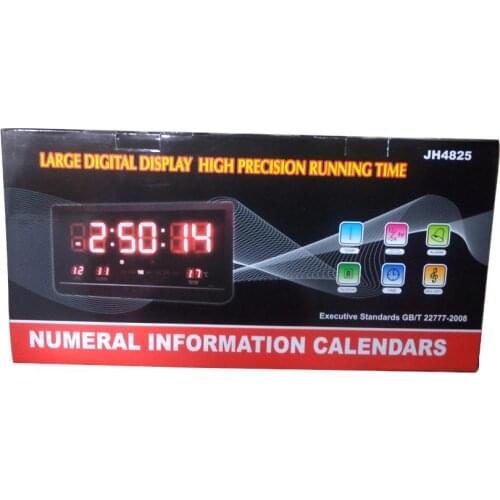 JH4825
LARGE DIGITAL DISPLAY HIGH PRECISION RUNNING TIME
2:50:14
12 11 17°C
Executive Standards GB/T 22777-2008
NUMERAL INFORMATION CALENDARS